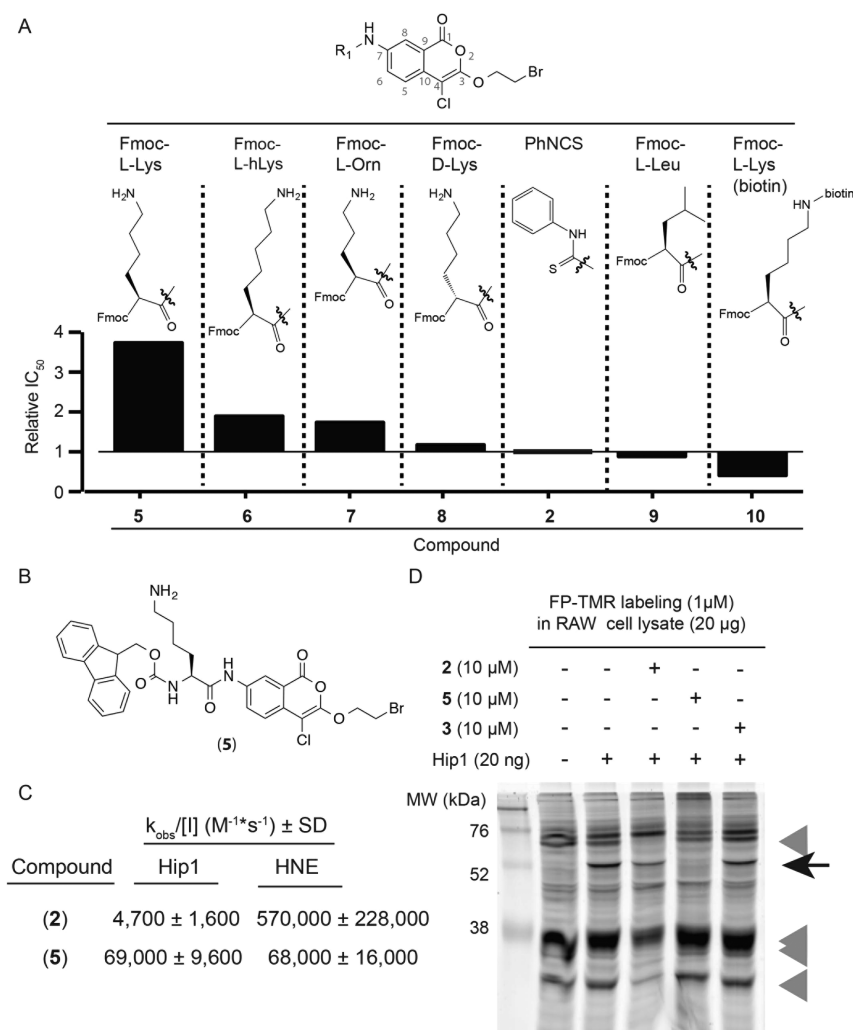 A
O
H
N
R1
8
1
9
O
2
7
Br
6
10
3
O
4
5
Cl
Fmoc-
L-Lys
Fmoc-
L-hLys
Fmoc-
L-Orn
Fmoc-
D-Lys
PhNCS
Fmoc-
L-Leu
Fmoc-
L-Lys
(biotin)
H2N
NH2
NH2
H2N
NH
S
Fmoc
O
Fmoc
O
Fmoc
O
Fmoc
O
Fmoc
O
HN-biotin
Fmoc
O
Relative IC50
4
3
2
1
0
5 6 7 8 2 9 10
Compound
B
NH2
O
O
N
H
O
H
N
O
O
O
Br
Cl
(5)
C
kobs/[I] (M-1*s-1) ± SD
Compound Hip1 HNE
(2) 4,700 ± 1,600 570,000 ± 228,000
(5) 69,000 ± 9,600 68,000 ± 16,000
D
FP-TMR labeling (1µM)
in RAW cell lysate (20 µg)
2 (10 µM) - - + - -
5 (10 µM) - - - + -
3 (10 µM) - - - - +
Hip1 (20 ng) - + + + +
MW (kDa)
76
52
38